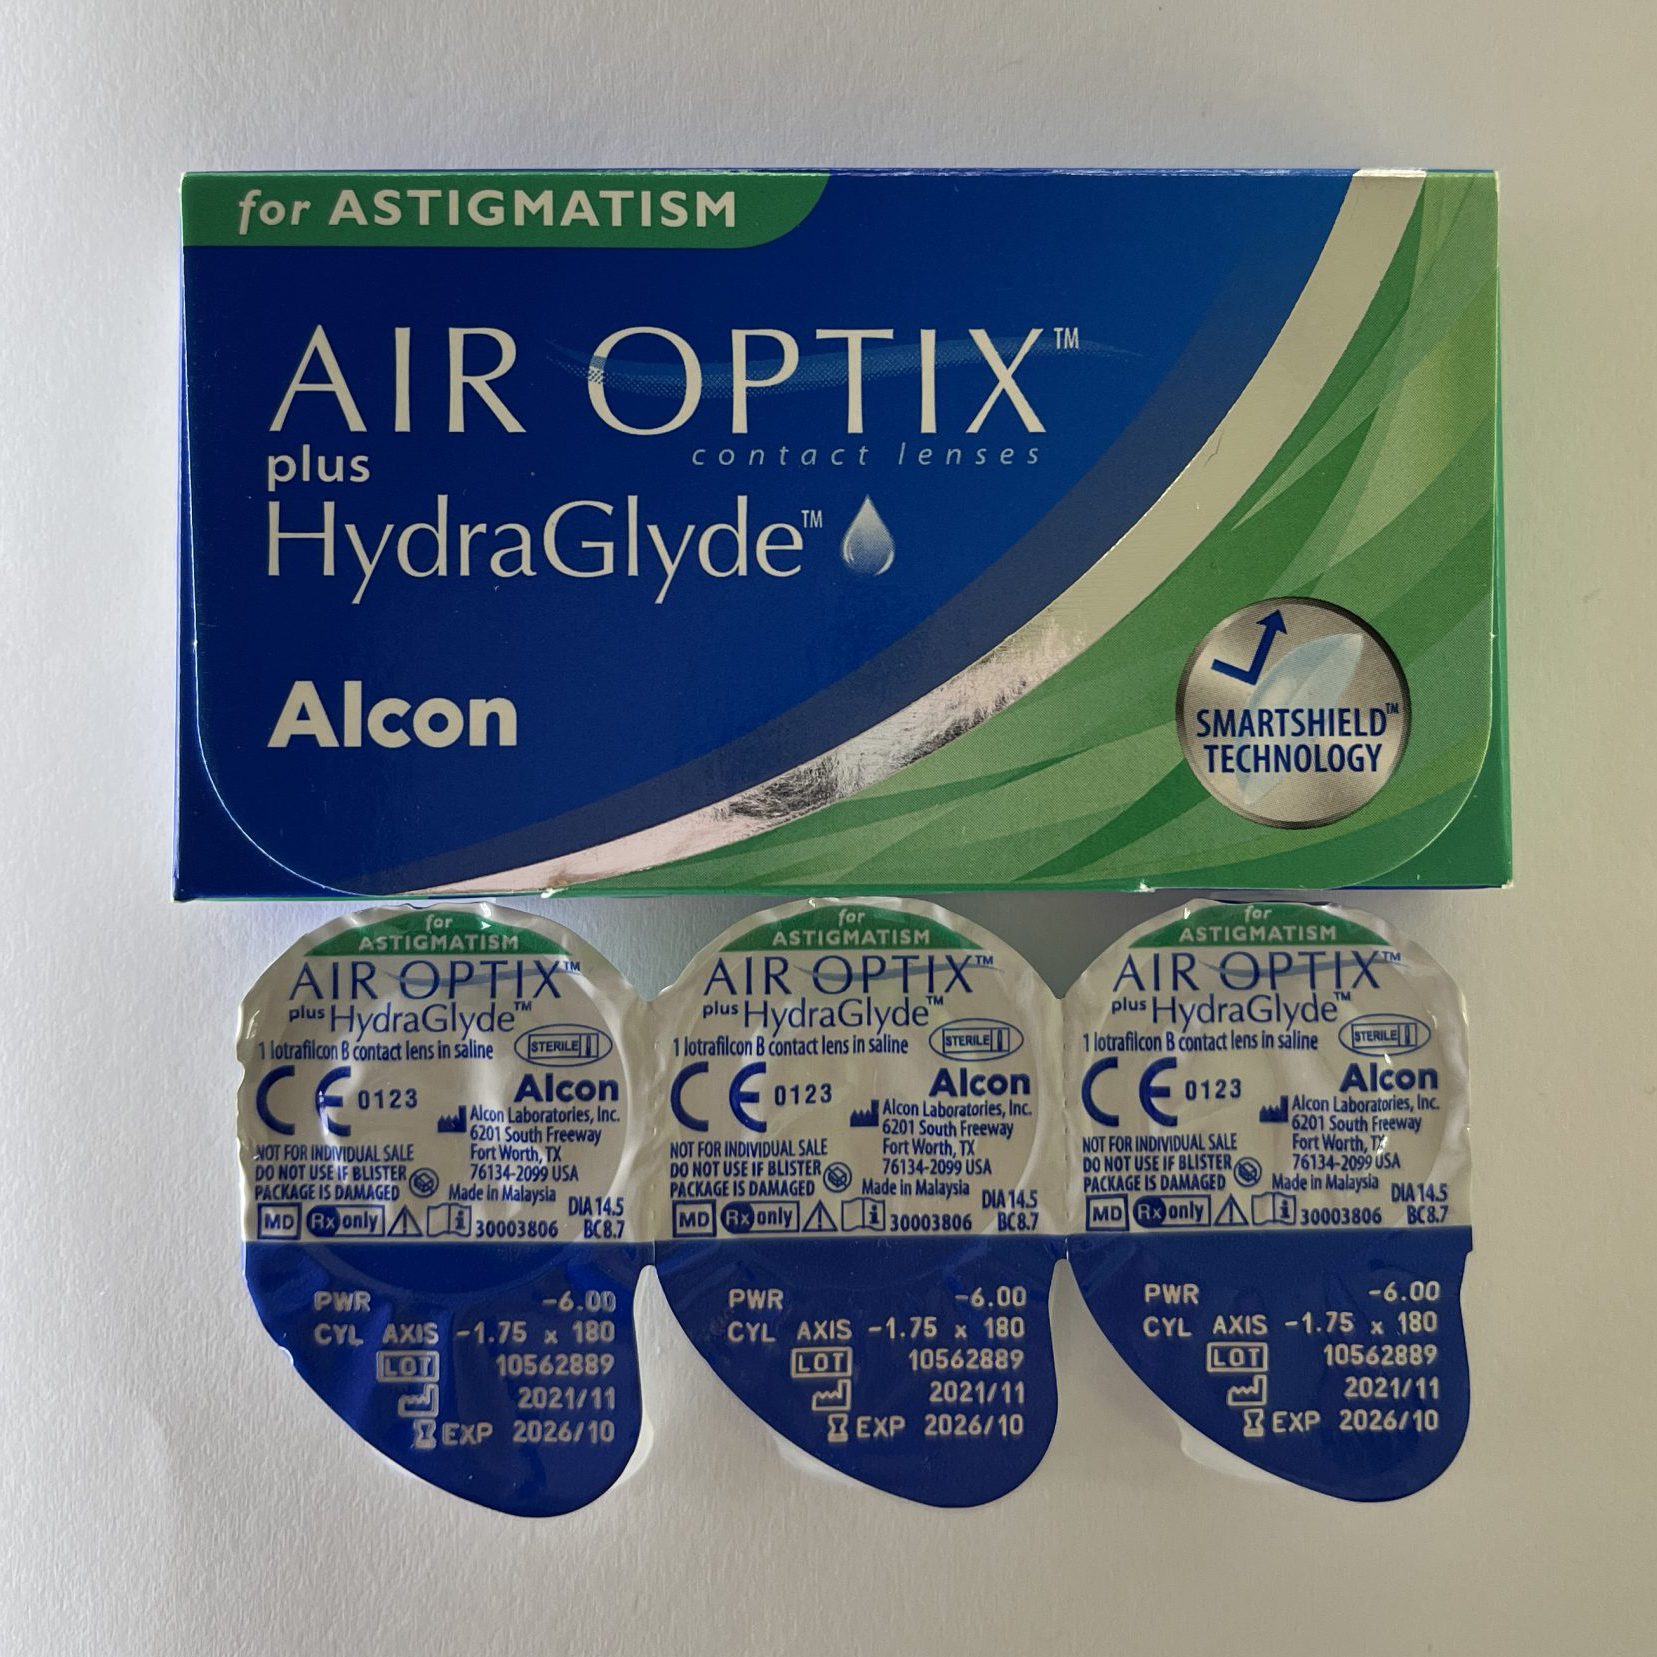 for ASTIGMATISM
AIR OPTIX™
contact lenses
plus
HydraGlyde™
Alcon
SMARTSHIELD™
TECHNOLOGY
for
ASTIGMATISM
AIR OPTIX™
plus HydraGlyde™
1 lotrafilcon B contact lens in saline
STERILE
CE 0123
Alcon
Alcon Laboratories, Inc.
6201 South Freeway
Fort Worth, TX
76134-2099 USA
NOT FOR INDIVIDUAL SALE
DO NOT USE IF BLISTER
PACKAGE IS DAMAGED
Made in Malaysia
MD Rx only 30003806
DIA 14.5
BC 8.7
PWR -6.00
CYL AXIS -1.75 x 180
LOT 10562889
2021/11
EXP 2026/10
for
ASTIGMATISM
AIR OPTIX™
plus HydraGlyde™
1 lotrafilcon B contact lens in saline
STERILE
CE 0123
Alcon
Alcon Laboratories, Inc.
6201 South Freeway
Fort Worth, TX
76134-2099 USA
NOT FOR INDIVIDUAL SALE
DO NOT USE IF BLISTER
PACKAGE IS DAMAGED
Made in Malaysia
MD Rx only 30003806
DIA 14.5
BC 8.7
PWR -6.00
CYL AXIS -1.75 x 180
LOT 10562889
2021/11
EXP 2026/10
for
ASTIGMATISM
AIR OPTIX™
plus HydraGlyde™
1 lotrafilcon B contact lens in saline
STERILE
CE 0123
Alcon
Alcon Laboratories, Inc.
6201 South Freeway
Fort Worth, TX
76134-2099 USA
NOT FOR INDIVIDUAL SALE
DO NOT USE IF BLISTER
PACKAGE IS DAMAGED
Made in Malaysia
MD Rx only 30003806
DIA 14.5
BC 8.7
PWR -6.00
CYL AXIS -1.75 x 180
LOT 10562889
2021/11
EXP 2026/10